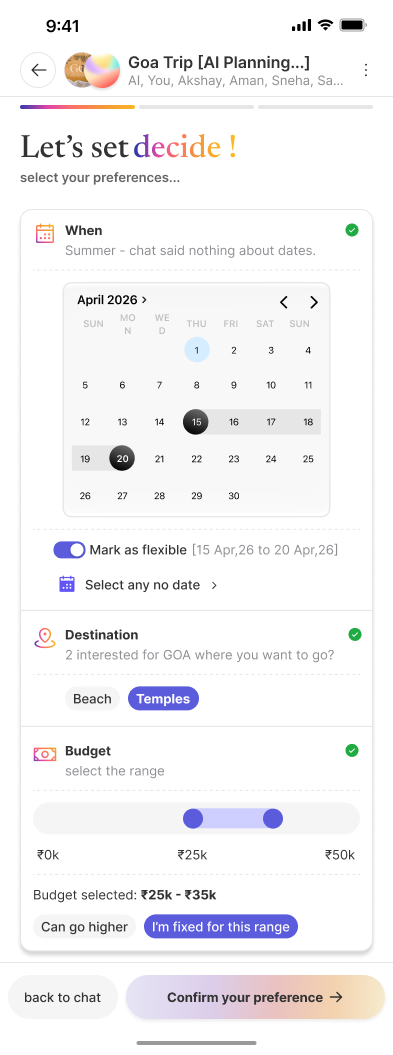 9:41
Goa Trip [AI Planning...]
AI, You, Akshay, Aman, Sneha, Sa...
Let's set decide !
select your preferences...
When
Summer - chat said nothing about dates.
April 2026
SUN MO WE THU FRI SAT SUN
N D
1 2 3 4
5 6 7 8 9 10 11
12 13 14 15 16 17 18
19 20 21 22 23 24 25
26 27 28 29 30
Mark as flexible [15 Apr,26 to 20 Apr,26]
Select any no date
Destination
2 interested for GOA where you want to go?
Beach Temples
Budget
select the range
₹0k ₹25k ₹50k
Budget selected: ₹25k - ₹35k
Can go higher I'm fixed for this range
back to chat Confirm your preference →